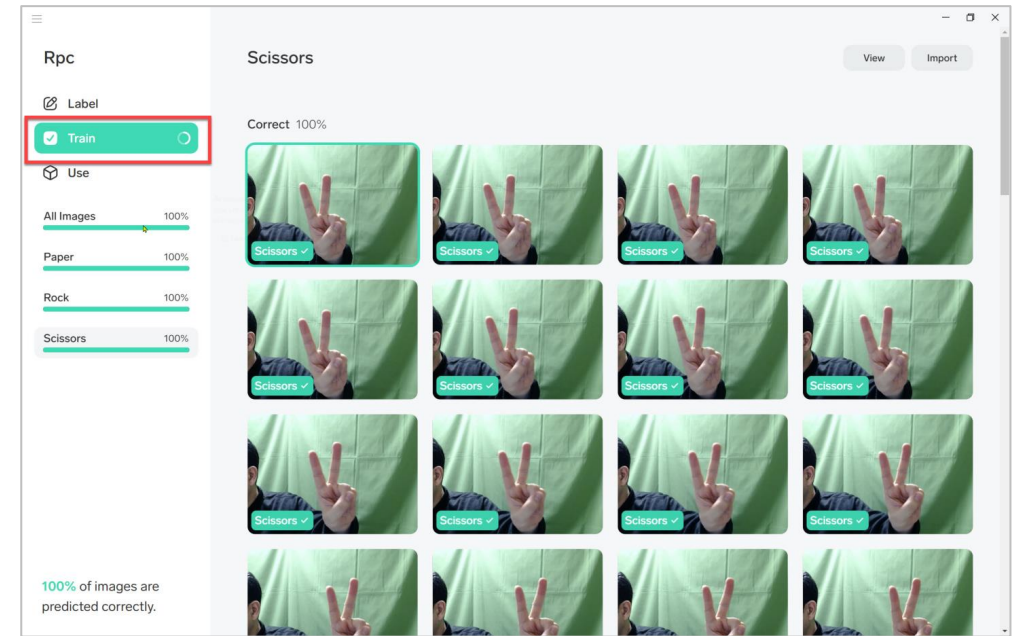 Rpc
Label
Train
Use
All Images 100%
Paper 100%
Rock 100%
Scissors 100%
100% of images are
predicted correctly.
Scissors
View Import
Correct 100%
Scissors Scissors Scissors Scissors
Scissors Scissors Scissors Scissors
Scissors Scissors Scissors Scissors